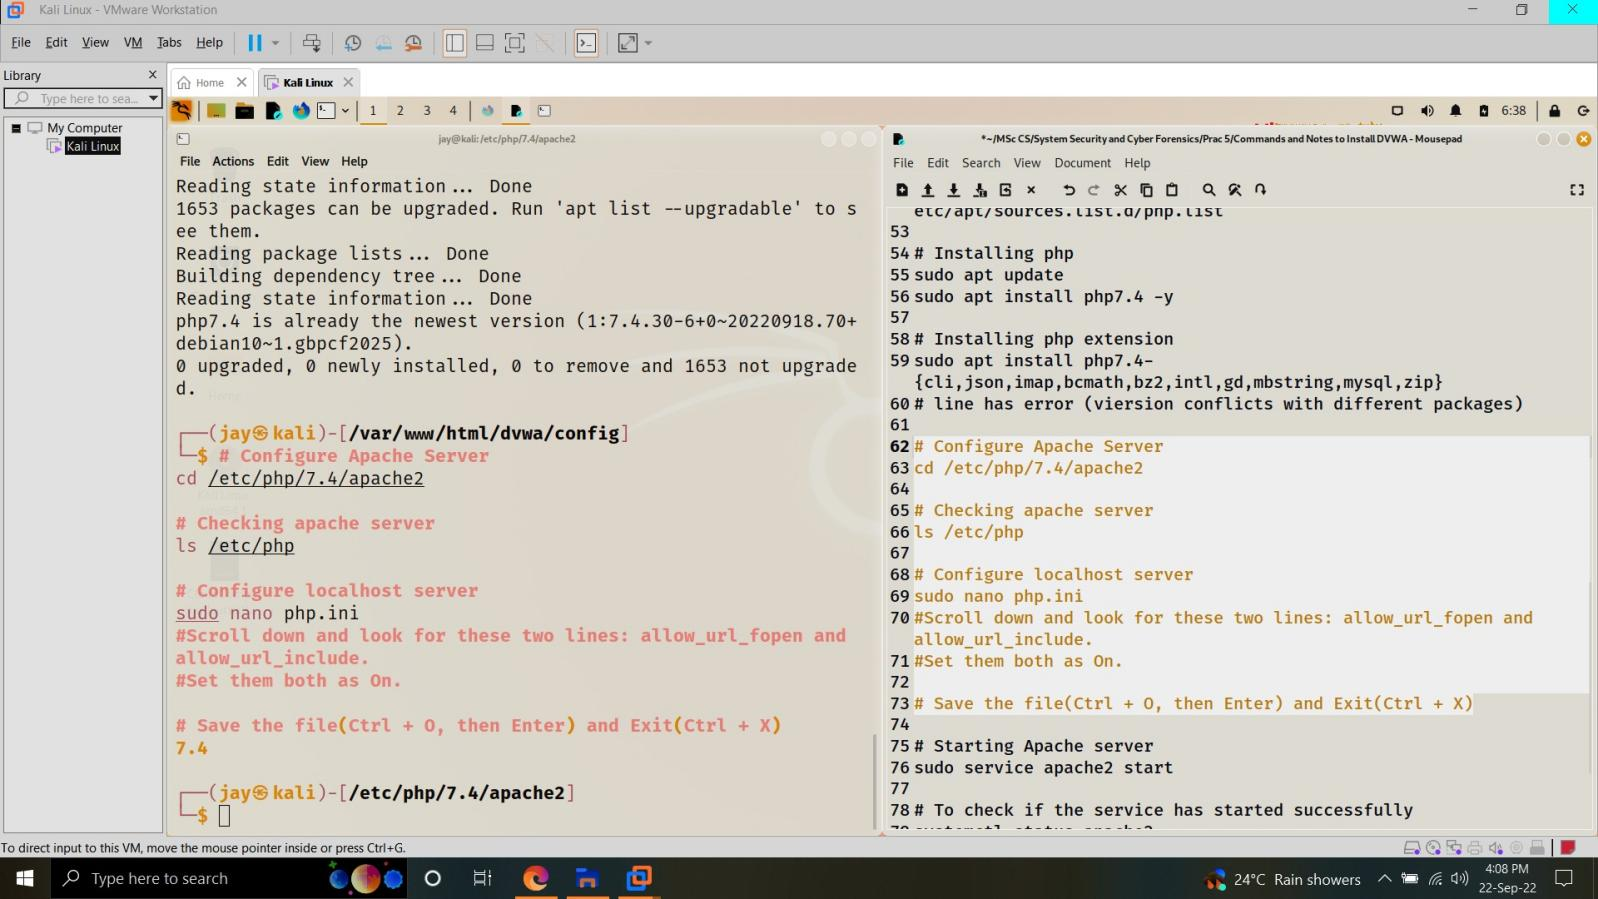 Kali Linux - VMware Workstation
File Edit View VM Tabs Help
Library
Type here to sea...
My Computer
Kali Linux
Home
Kali Linux
1 2 3 4
6:38
jay@kali: /etc/php/7.4/apache2
File Actions Edit View Help
Reading state information... Done
1653 packages can be upgraded. Run 'apt list --upgradable' to s
ee them.
Reading package lists... Done
Building dependency tree... Done
Reading state information... Done
php7.4 is already the newest version (1:7.4.30-6+0~20220918.70+
debian10~1.gbpcf2025).
0 upgraded, 0 newly installed, 0 to remove and 1653 not upgrade
d.
(jay㉿kali)-[/var/www/html/dvwa/config]
$ # Configure Apache Server
cd /etc/php/7.4/apache2
# Checking apache server
ls /etc/php
# Configure localhost server
sudo nano php.ini
#Scroll down and look for these two lines: allow_url_fopen and
allow_url_include.
#Set them both as On.
# Save the file(Ctrl + O, then Enter) and Exit(Ctrl + X)
7.4
(jay㉿kali)-[/etc/php/7.4/apache2]
$
*~/MSc CS/System Security and Cyber Forensics/Prac 5/Commands and Notes to Install DVWA - Mousepad
File Edit Search View Document Help
etc/apt/sources.list.d/php.list
53
54 # Installing php
55 sudo apt update
56 sudo apt install php7.4 -y
57
58 # Installing php extension
59 sudo apt install php7.4-
{cli,json,imap,bcmath,bz2,intl,gd,mbstring,mysql,zip}
60 # line has error (viersion conflicts with different packages)
61
62 # Configure Apache Server
63 cd /etc/php/7.4/apache2
64
65 # Checking apache server
66 ls /etc/php
67
68 # Configure localhost server
69 sudo nano php.ini
70 #Scroll down and look for these two lines: allow_url_fopen and
allow_url_include.
71 #Set them both as On.
72
73 # Save the file(Ctrl + O, then Enter) and Exit(Ctrl + X)
74
75 # Starting Apache server
76 sudo service apache2 start
77
78 # To check if the service has started successfully
79 systemctl status apache2
To direct input to this VM, move the mouse pointer inside or press Ctrl+G.
Type here to search
24°C Rain showers
4:08 PM
22-Sep-22